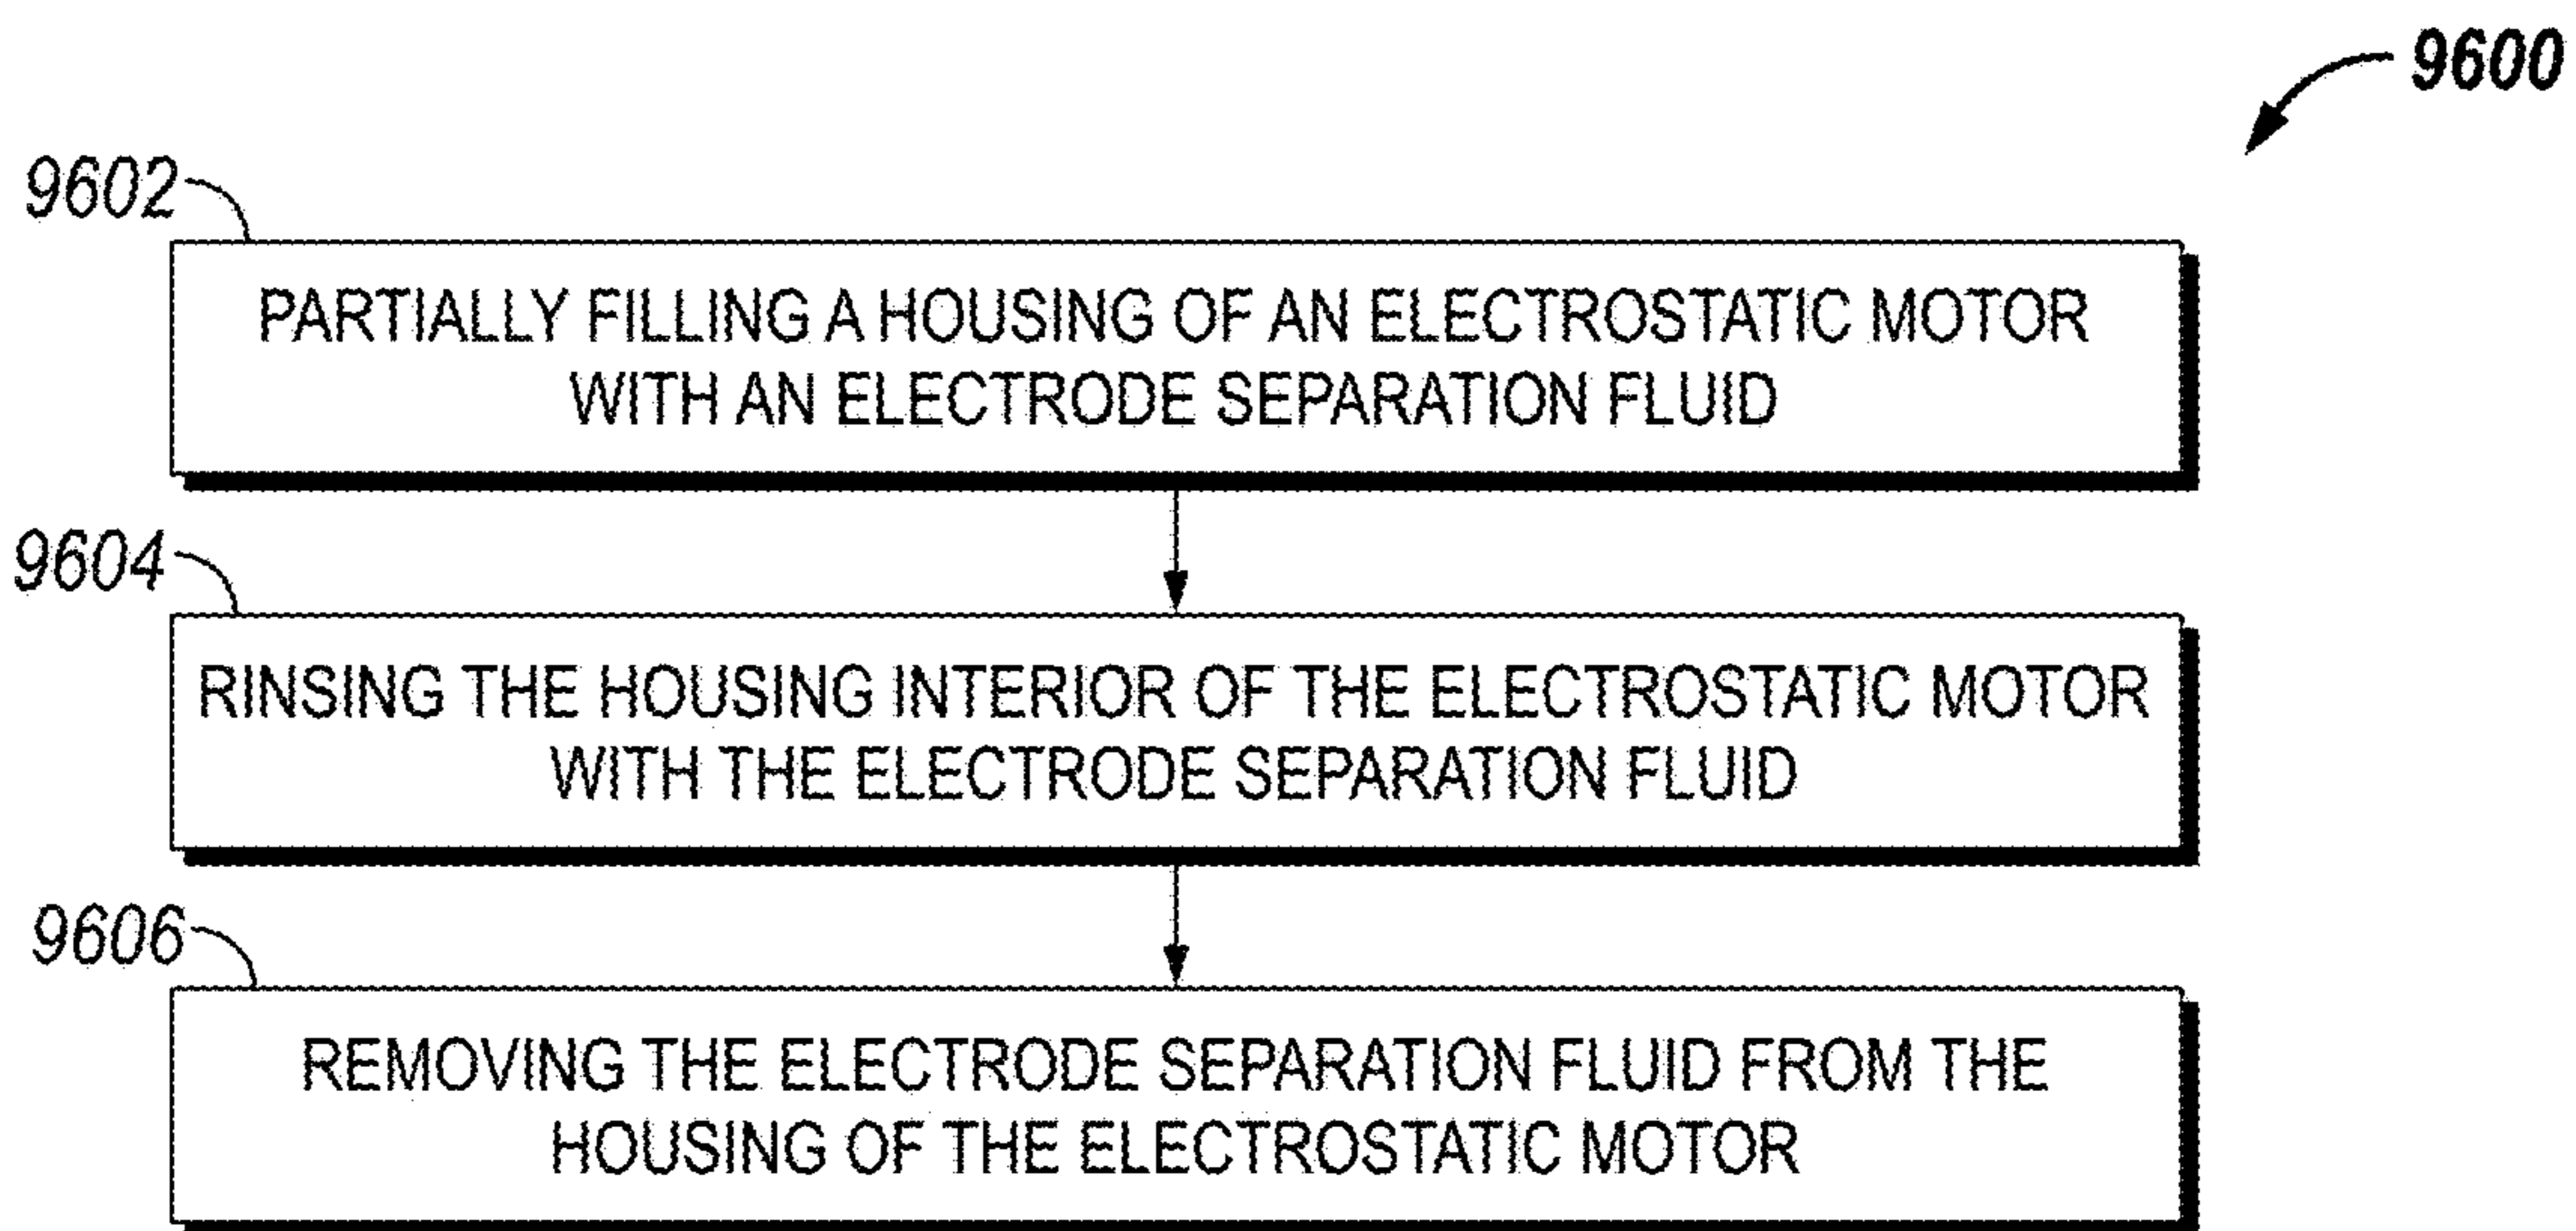 9600
9602
PARTIALLY FILLING A HOUSING OF AN ELECTROSTATIC MOTOR
WITH AN ELECTRODE SEPARATION FLUID
9604
RINSING THE HOUSING INTERIOR OF THE ELECTROSTATIC MOTOR
WITH THE ELECTRODE SEPARATION FLUID
9606
REMOVING THE ELECTRODE SEPARATION FLUID FROM THE
HOUSING OF THE ELECTROSTATIC MOTOR